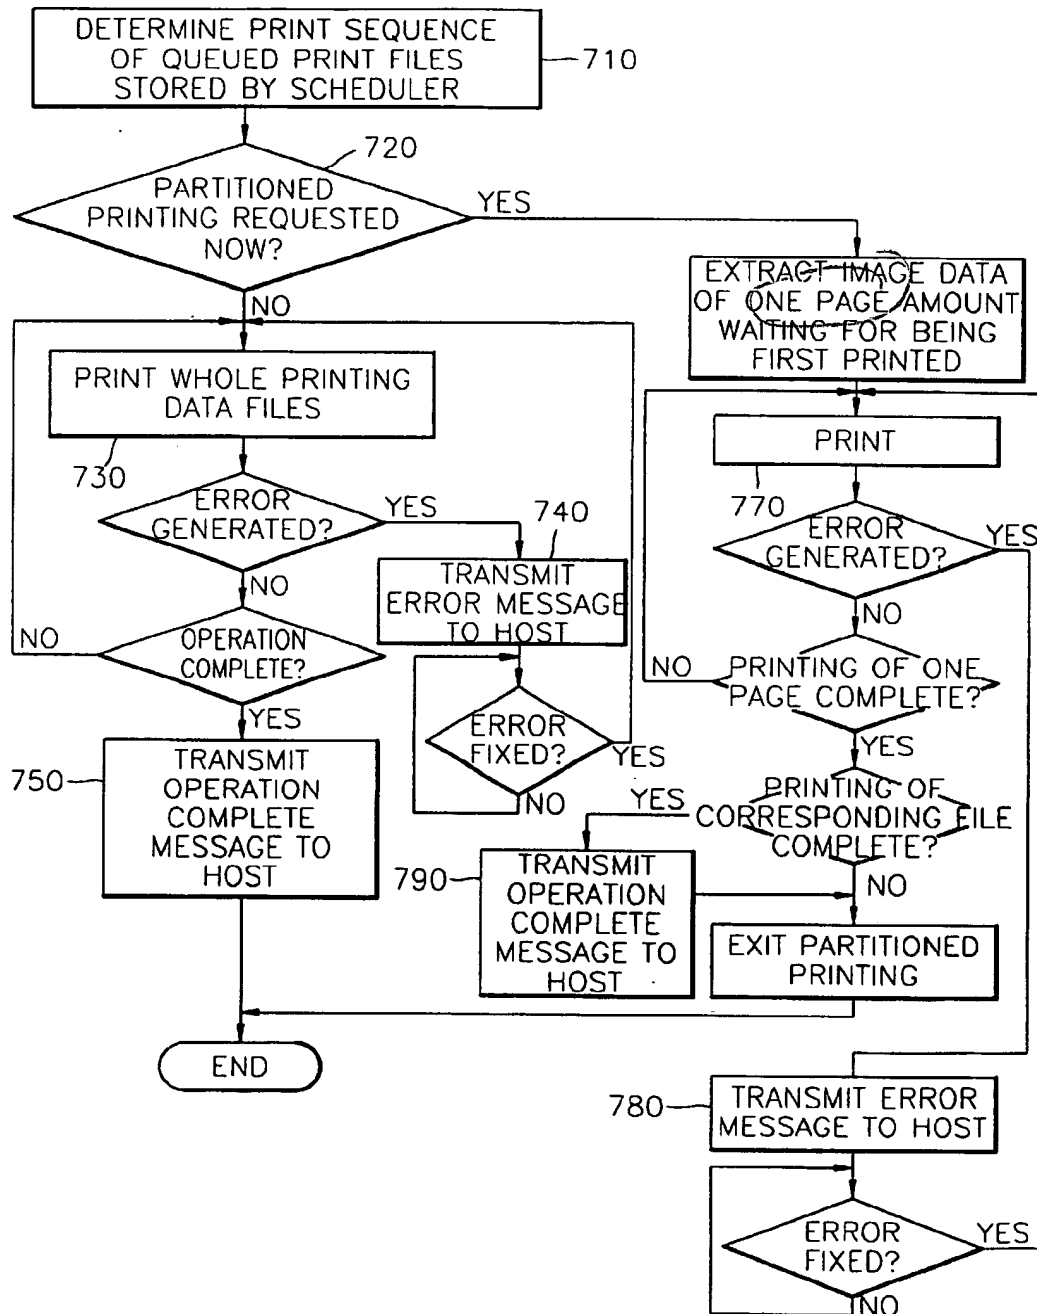 DETERMINE PRINT SEQUENCE
OF QUEUED PRINT FILES
STORED BY SCHEDULER
710
720
PARTITIONED
PRINTING REQUESTED
NOW?
YES
NO
EXTRACT IMAGE DATA
OF ONE PAGE AMOUNT
WAITING FOR BEING
FIRST PRINTED
PRINT WHOLE PRINTING
DATA FILES
730
ERROR
GENERATED?
YES
NO
740
TRANSMIT
ERROR MESSAGE
TO HOST
OPERATION
COMPLETE?
NO
YES
ERROR
FIXED?
YES
NO
750
TRANSMIT
OPERATION
COMPLETE
MESSAGE TO
HOST
PRINT
770
ERROR
GENERATED?
YES
NO
PRINTING OF ONE
PAGE COMPLETE?
NO
YES
PRINTING OF
CORRESPONDING FILE
COMPLETE?
YES
NO
790
TRANSMIT
OPERATION
COMPLETE
MESSAGE TO
HOST
EXIT PARTITIONED
PRINTING
END
780
TRANSMIT ERROR
MESSAGE TO HOST
ERROR
FIXED?
YES
NO